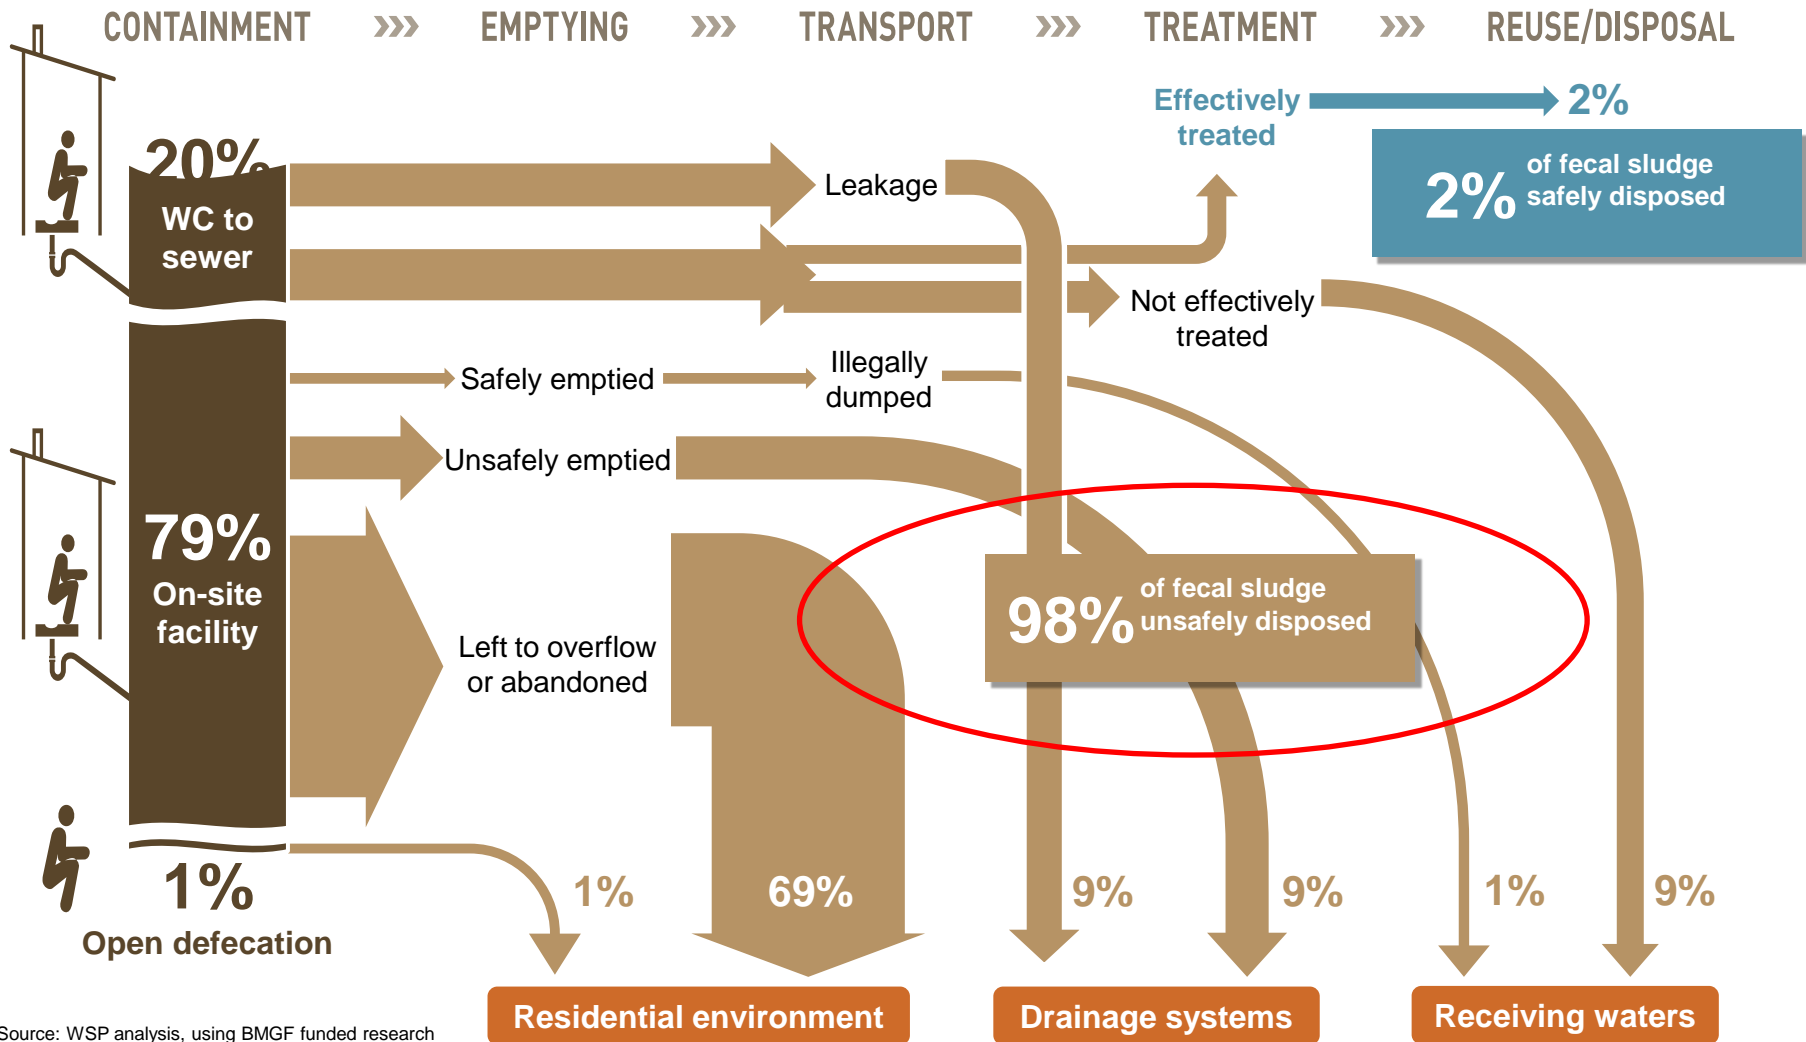 CONTAINMENT »» EMPTYING »» TRANSPORT »» TREATMENT »» REUSE/DISPOSAL
Effectively
treated
2%
2%
of fecal sludge
safely disposed
20%
WC to
sewer
Leakage
Not effectively
treated
Safely emptied
Illegally
dumped
Unsafely emptied
79%
On-site
facility
98%
of fecal sludge
unsafely disposed
Left to overflow
or abandoned
1%
Open defecation
1%
69%
9%
9%
1%
9%
Residential environment
Drainage systems
Receiving waters
Source: WSP analysis, using BMGF funded research